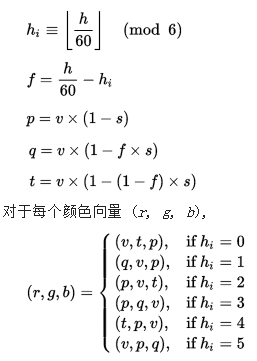 h_i ≡ ⌊h/60⌋ (mod 6)
f = h/60 − h_i
p = v × (1 − s)
q = v × (1 − f × s)
t = v × (1 − (1 − f) × s)
对于每个颜色向量 (r, g, b),
(r, g, b) = {
(v, t, p), if h_i = 0
(q, v, p), if h_i = 1
(p, v, t), if h_i = 2
(p, q, v), if h_i = 3
(t, p, v), if h_i = 4
(v, p, q), if h_i = 5